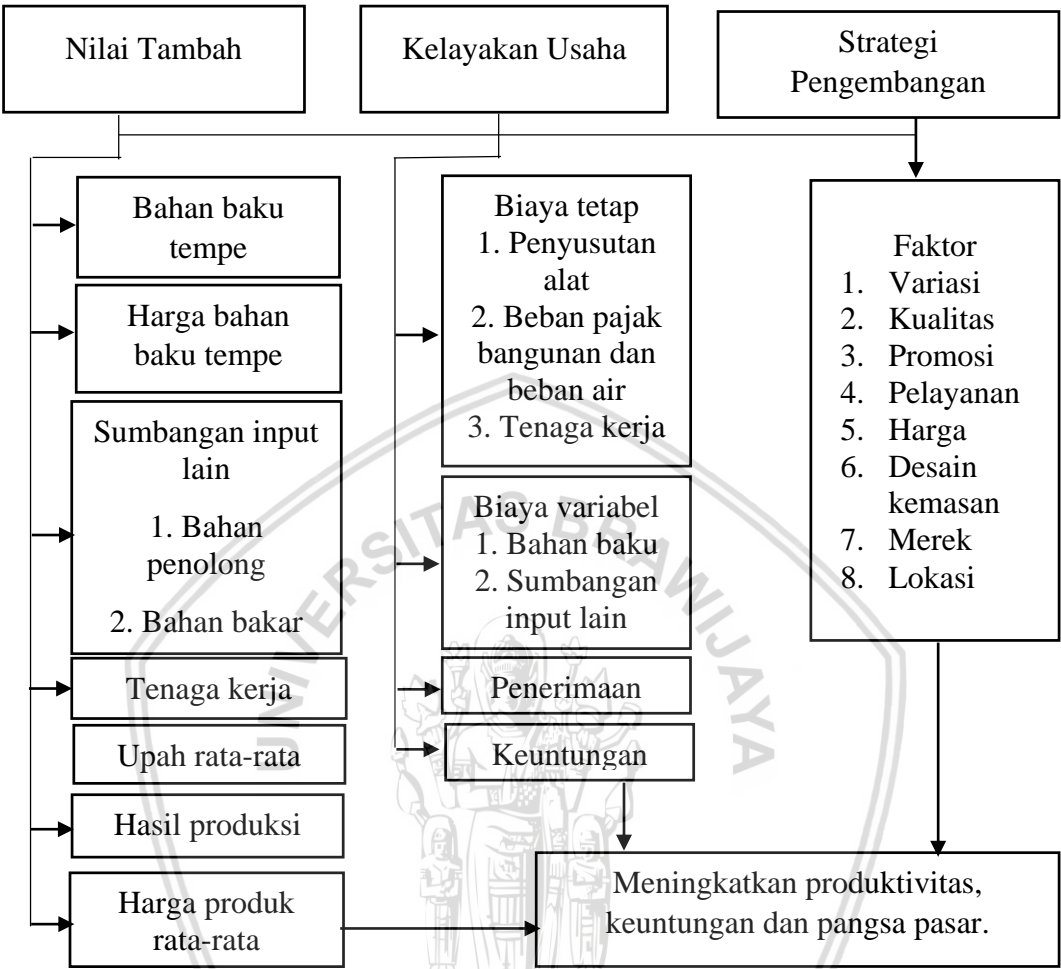 Nilai Tambah
Kelayakan Usaha
Strategi
Pengembangan
Bahan baku
tempe
Harga bahan
baku tempe
Sumbangan input
lain
1. Bahan
penolong
2. Bahan bakar
Tenaga kerja
Upah rata-rata
Hasil produksi
Harga produk
rata-rata
Biaya tetap
1. Penyusutan
alat
2. Beban pajak
bangunan dan
beban air
3. Tenaga kerja
Biaya variabel
1. Bahan baku
2. Sumbangan
input lain
Penerimaan
Keuntungan
Faktor
1. Variasi
2. Kualitas
3. Promosi
4. Pelayanan
5. Harga
6. Desain
kemasan
7. Merek
8. Lokasi
Meningkatkan produktivitas,
keuntungan dan pangsa pasar.
UNIVERSITAS BRAWIJAYA